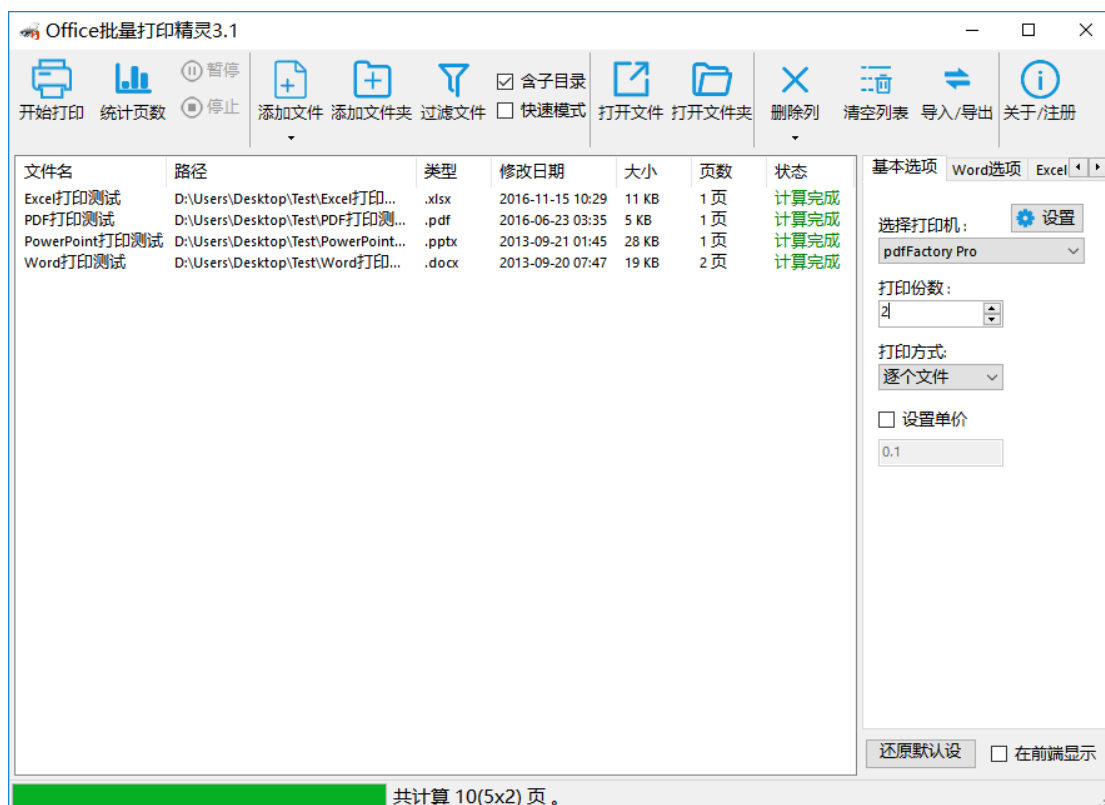 Office批量打印精灵3.1
开始打印 统计页数 暂停 停止 添加文件 添加文件夹 过滤文件 含子目录 快速模式 打开文件 打开文件夹 删除列 清空列表 导入/导出 关于/注册
文件名 路径 类型 修改日期 大小 页数 状态
Excel打印测试 D:\Users\Desktop\Test\Excel打印... .xlsx 2016-11-15 10:29 11 KB 1 页 计算完成
PDF打印测试 D:\Users\Desktop\Test\PDF打印测... .pdf 2016-06-23 03:35 5 KB 1 页 计算完成
PowerPoint打印测试 D:\Users\Desktop\Test\PowerPoint... .pptx 2013-09-21 01:45 28 KB 1 页 计算完成
Word打印测试 D:\Users\Desktop\Test\Word打印... .docx 2013-09-20 07:47 19 KB 2 页 计算完成
基本选项 Word选项 Excel
选择打印机: 设置
pdfFactory Pro
打印份数:
2
打印方式:
逐个文件
设置单价
0.1
还原默认设 在前端显示
共计算 10(5x2) 页 。